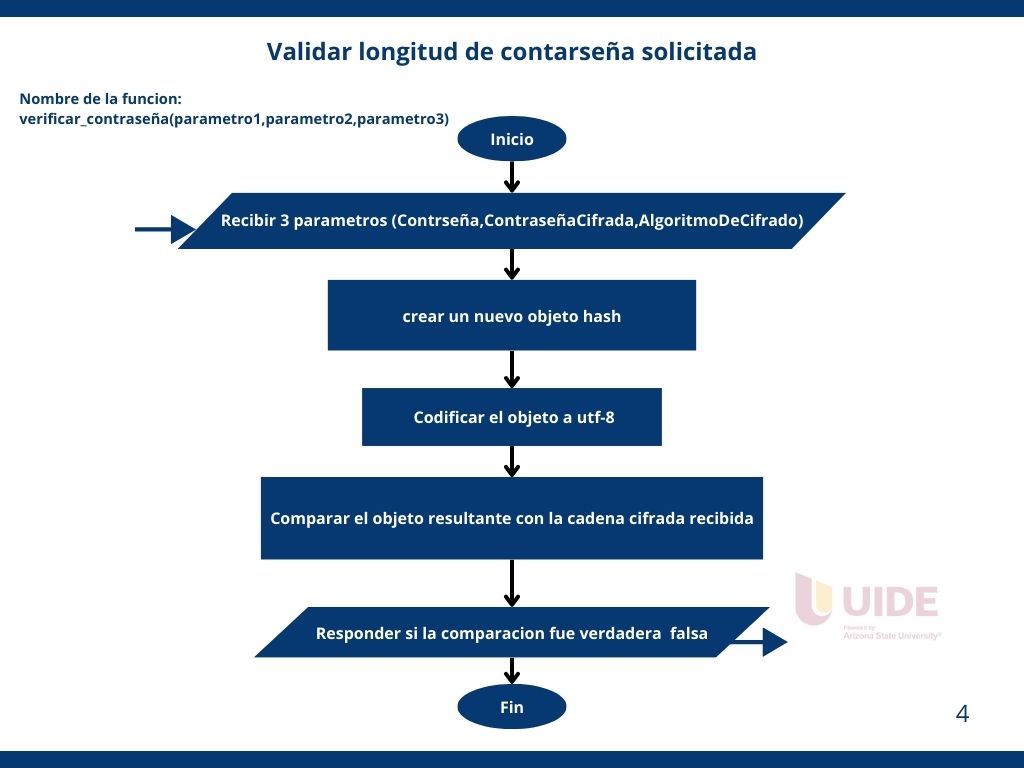 Validar longitud de contarseña solicitada
Nombre de la funcion:
verificar_contraseña(parametro1,parametro2,parametro3)
Inicio
Recibir 3 parametros (Contrseña,ContraseñaCifrada,AlgoritmoDeCifrado)
crear un nuevo objeto hash
Codificar el objeto a utf-8
Comparar el objeto resultante con la cadena cifrada recibida
UIDE
Powered by
Arizona State University®
Responder si la comparacion fue verdadera  falsa
Fin
4